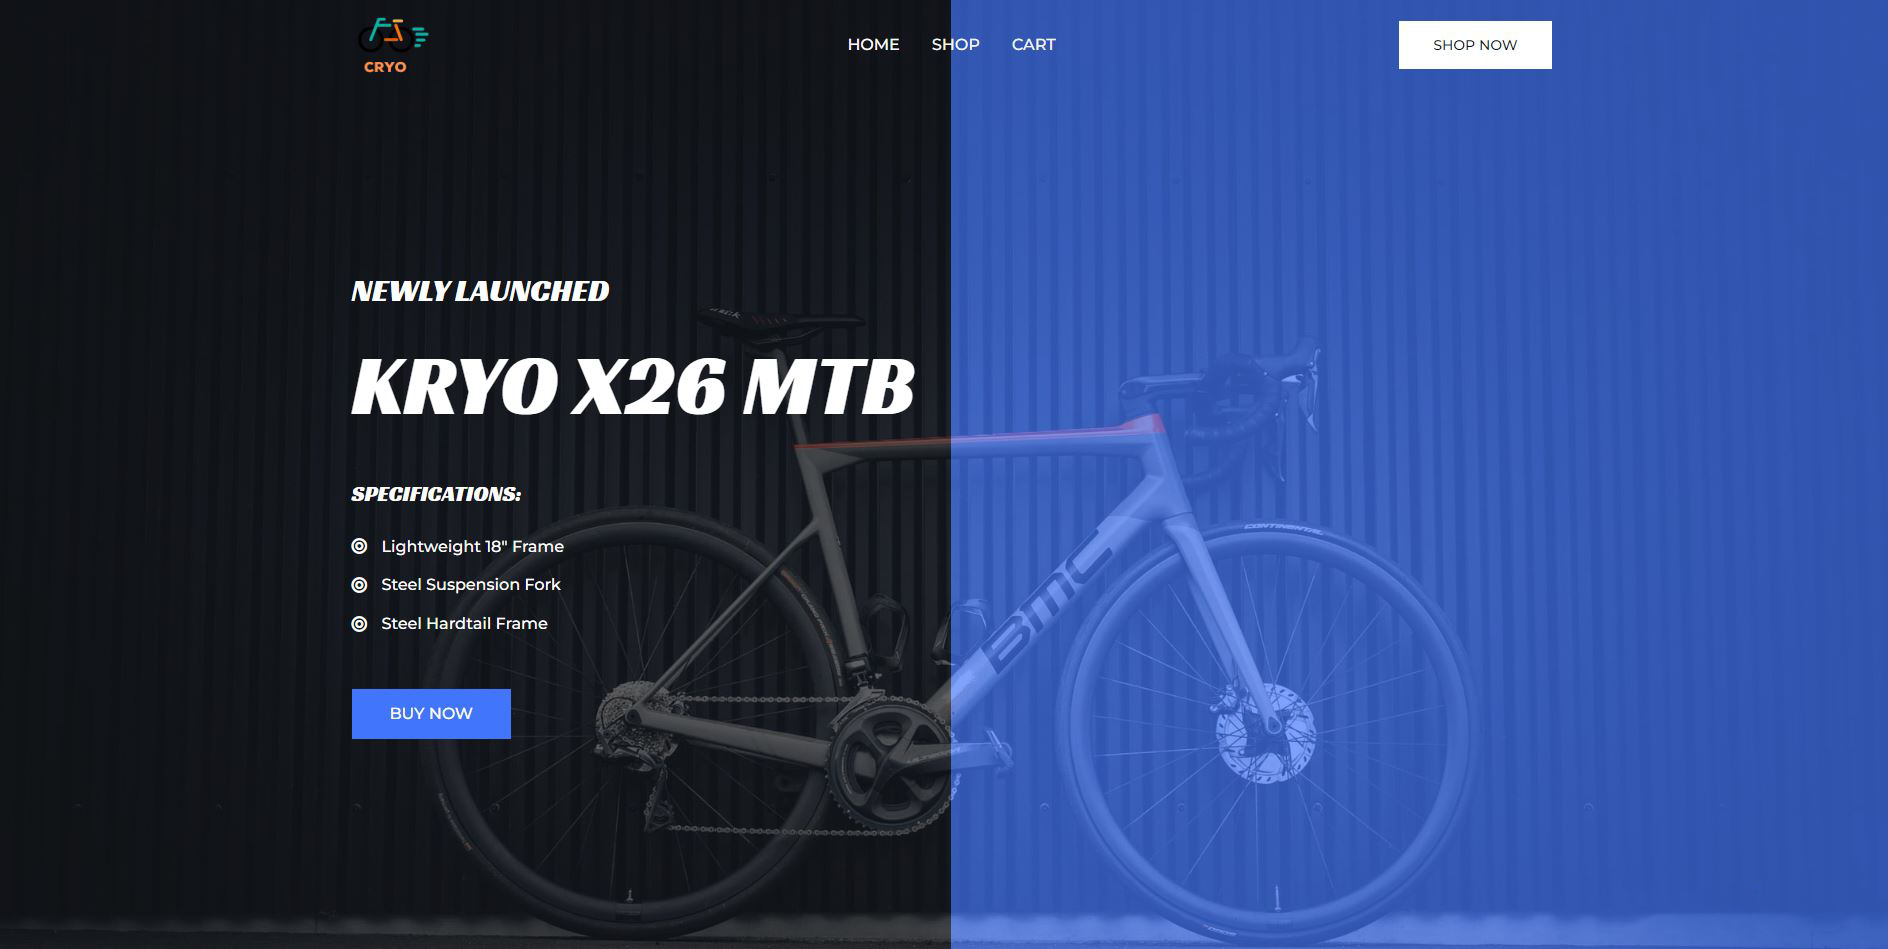 CRYO
HOME SHOP CART
SHOP NOW
NEWLY LAUNCHED
KRYO X26 MTB
SPECIFICATIONS:
Lightweight 18" Frame
Steel Suspension Fork
Steel Hardtail Frame
BUY NOW
CONTINENTAL
BMC